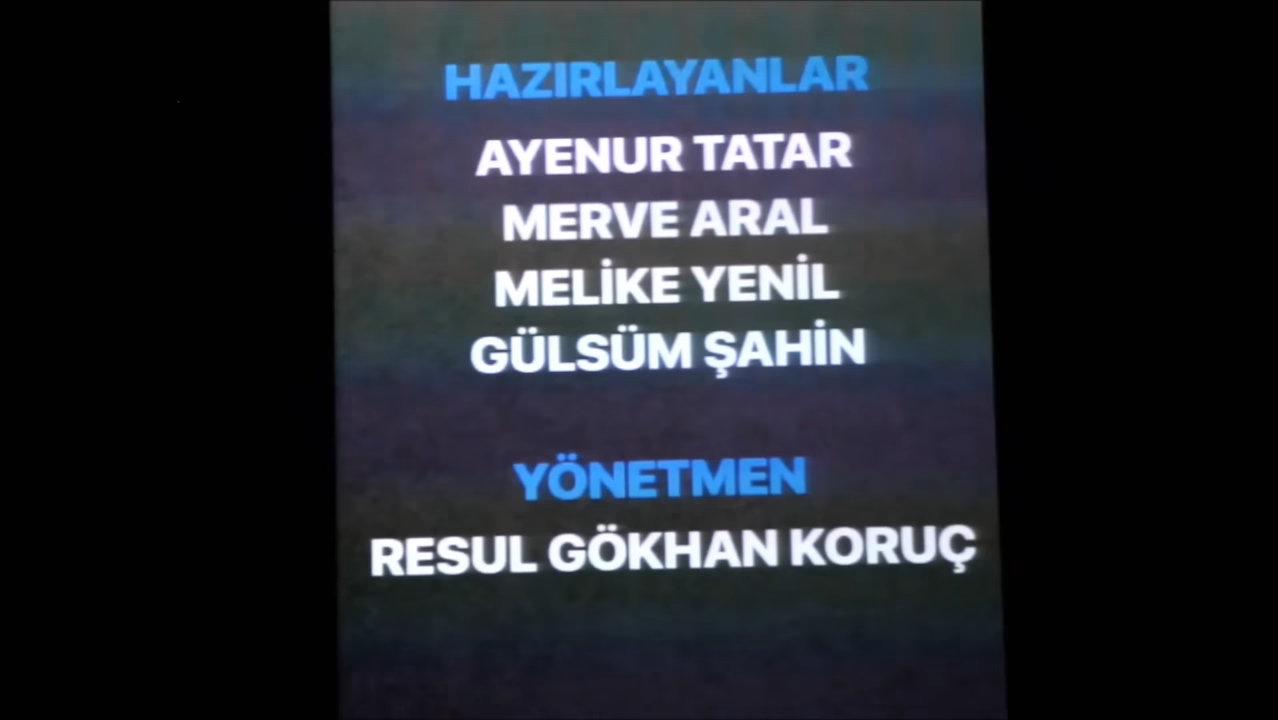 HAZIRLAYANLAR
AYENUR TATAR
MERVE ARAL
MELİKE YENİL
GÜLSÜM ŞAHİN
YÖNETMEN
RESUL GÖKHAN KORUÇ